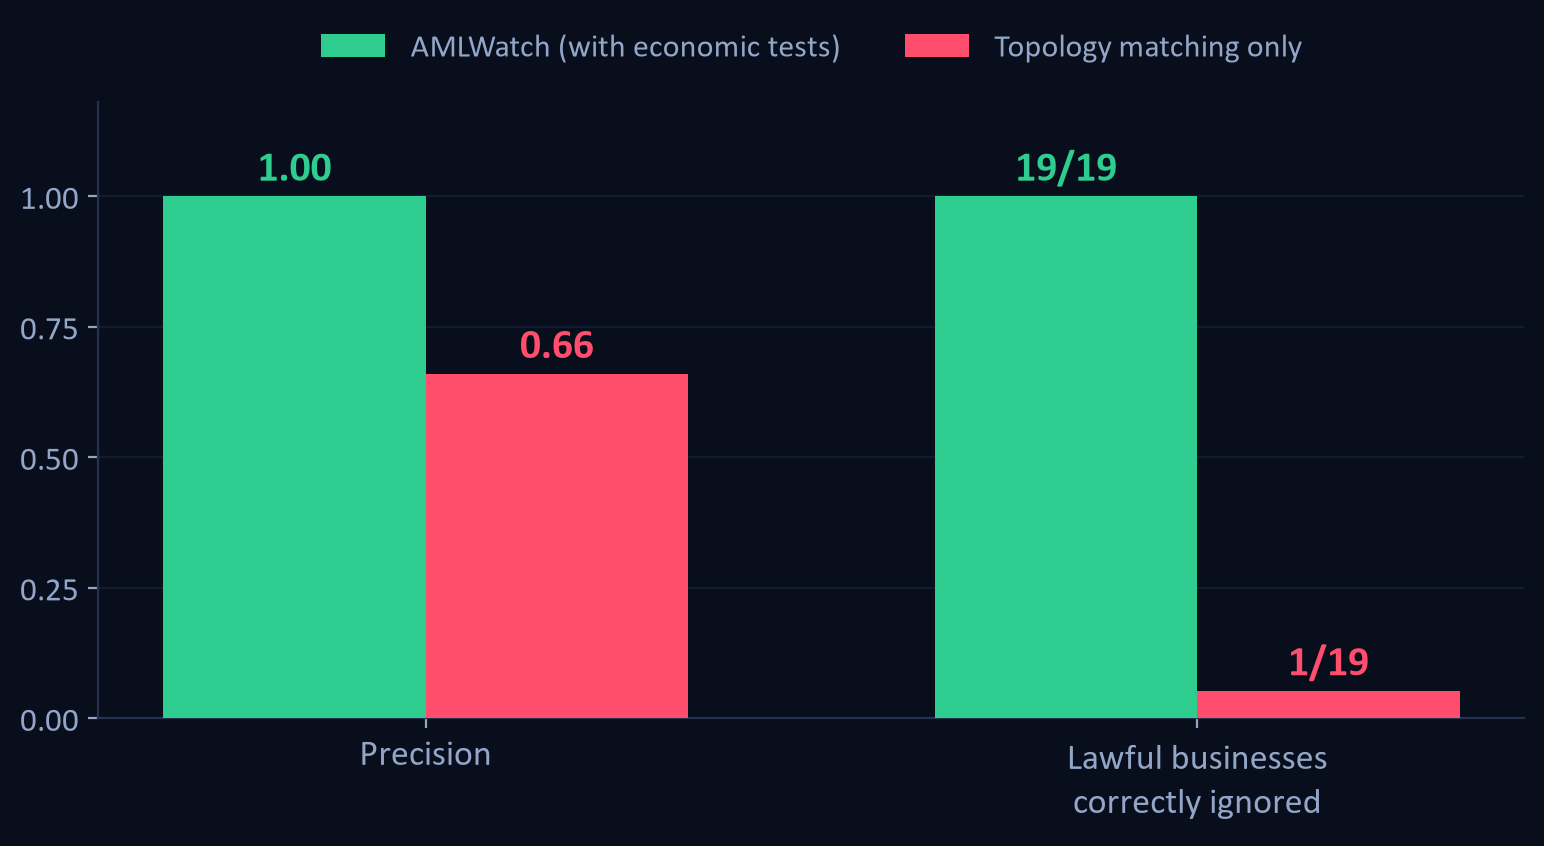 AMLWatch (with economic tests)
Topology matching only
1.00
19/19
1.00
0.75
0.66
0.50
0.25
1/19
0.00
Precision
Lawful businesses
correctly ignored